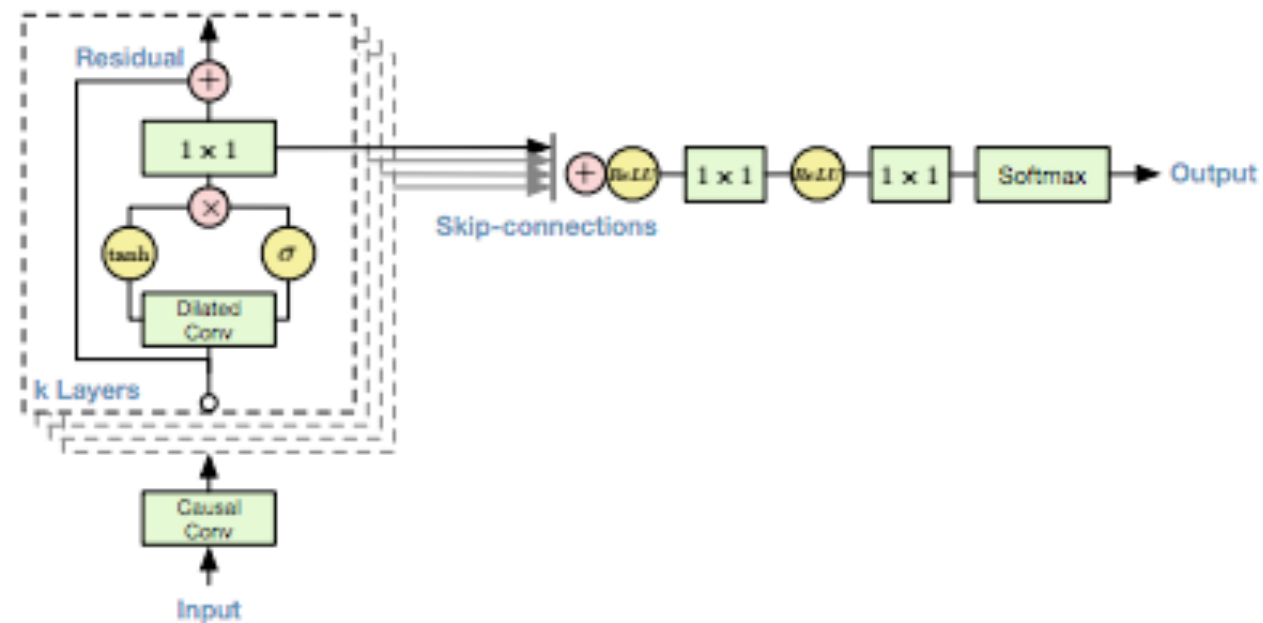 Residual
+
1 × 1
×
tanh
σ
Dilated
Conv
k Layers
Causal
Conv
Input
Skip-connections
+
ReLU
1 × 1
ReLU
1 × 1
Softmax
Output